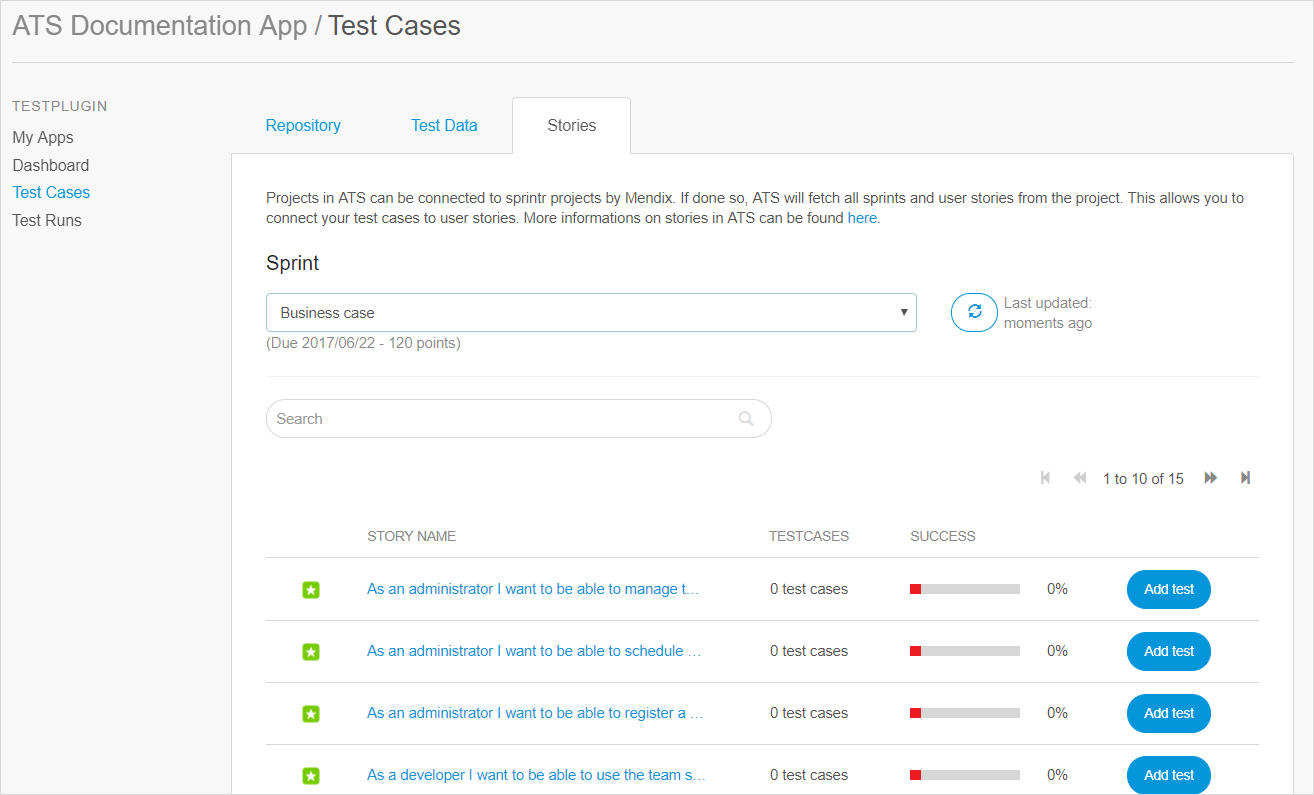 ATS Documentation App / Test Cases
TESTPLUGIN
My Apps
Dashboard
Test Cases
Test Runs
Repository
Test Data
Stories
Projects in ATS can be connected to sprintr projects by Mendix. If done so, ATS will fetch all sprints and user stories from the project. This allows you to
connect your test cases to user stories. More informations on stories in ATS can be found here.
Sprint
Business case
(Due 2017/06/22 - 120 points)
Last updated:
moments ago
Search
1 to 10 of 15
STORY NAME TESTCASES SUCCESS
As an administrator I want to be able to manage t... 0 test cases 0% Add test
As an administrator I want to be able to schedule ... 0 test cases 0% Add test
As an administrator I want to be able to register a ... 0 test cases 0% Add test
As a developer I want to be able to use the team s... 0 test cases 0% Add test